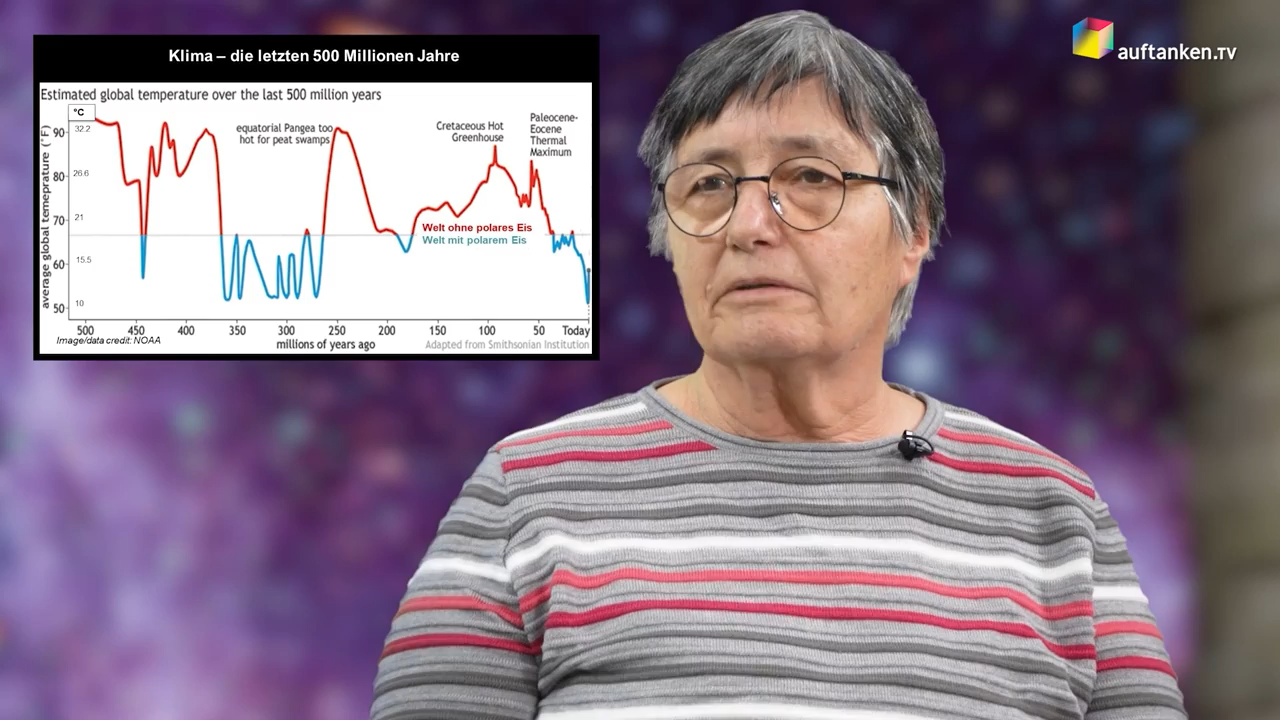 Klima – die letzten 500 Millionen Jahre
auftanken.TV
Estimated global temperature over the last 500 million years
°C
average global temeprature (°F)
90
80
70
60
50
32.2
26.6
21
15.5
10
equatorial Pangea too
hot for peat swamps
Cretaceous Hot
Greenhouse
Paleocene-
Eocene
Thermal
Maximum
Welt ohne polares Eis
Welt mit polarem Eis
500 450 400 350 300 250 200 150 100 50 Today
millions of years ago
Image/data credit: NOAA
Adapted from Smithsonian Institution